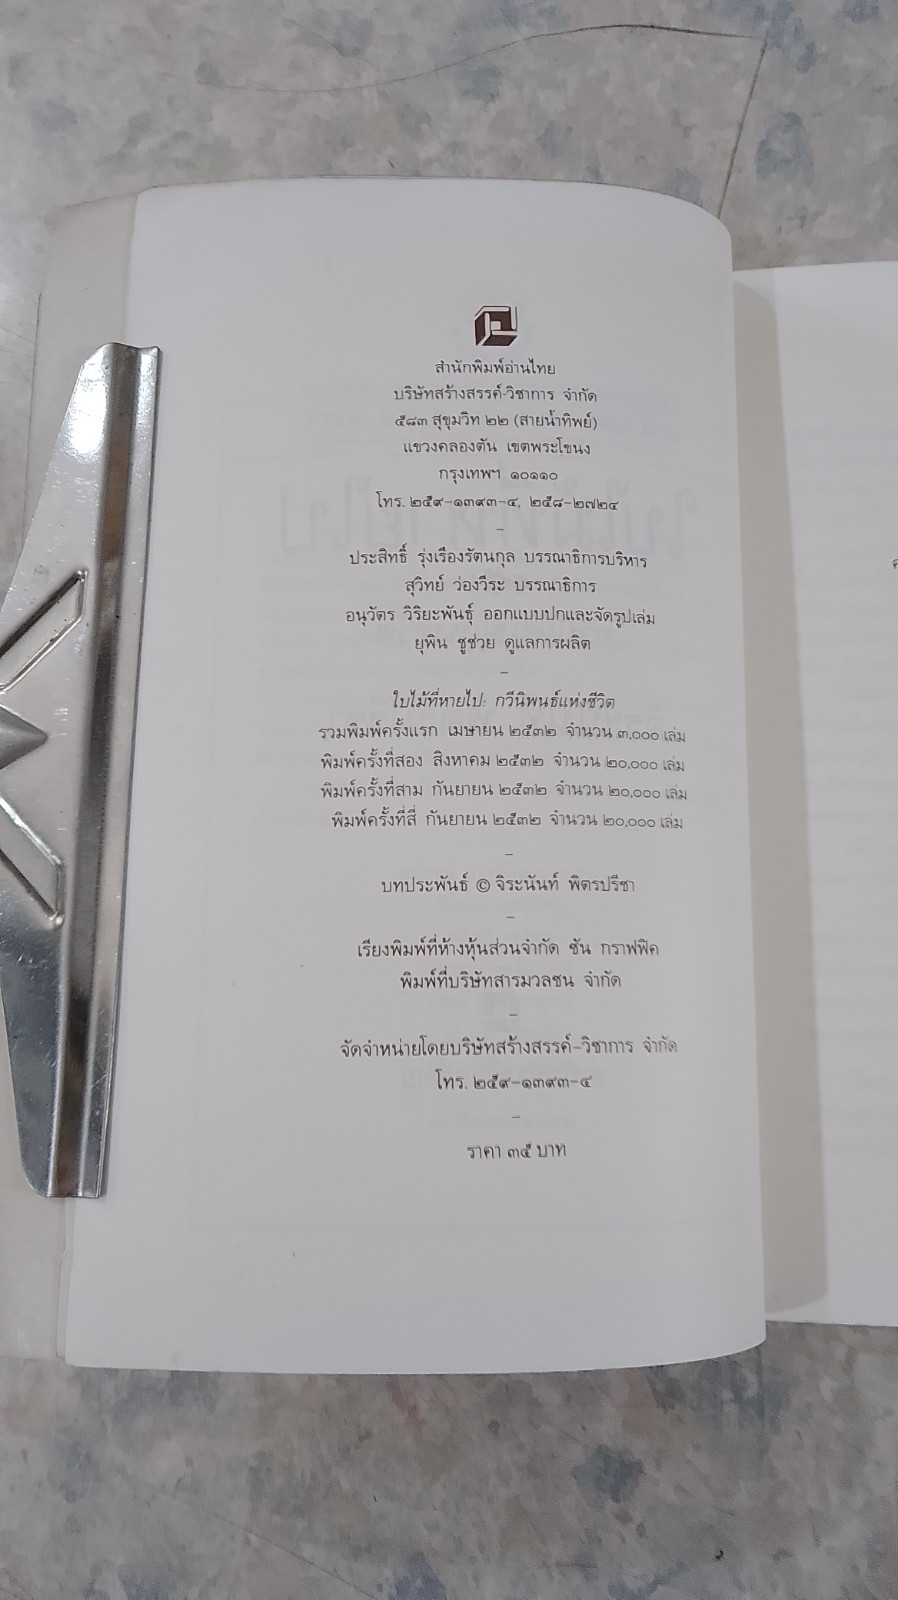 สำนักพิมพ์อ่านไทย
บริษัทสร้างสรรค์-วิชาการ จำกัด
๕๘๓ สุขุมวิท ๒๒ (สายน้ำทิพย์)
แขวงคลองตัน เขตพระโขนง
กรุงเทพฯ ๑๐๑๑๐
โทร. ๒๕๙-๑๓๙๓-๔, ๒๕๘-๒๗๒๔
–
ประสิทธิ์ รุ่งเรืองรัตนกุล บรรณาธิการบริหาร
สุวิทย์ ว่องวีระ บรรณาธิการ
อนุวัตร วิริยะพันธุ์ ออกแบบปกและจัดรูปเล่ม
ยุพิน ชูช่วย ดูแลการผลิต
–
ใบไม้ที่หายไป: กวีนิพนธ์แห่งชีวิต
รวมพิมพ์ครั้งแรก เมษายน ๒๕๓๒ จำนวน ๓,๐๐๐ เล่ม
พิมพ์ครั้งที่สอง สิงหาคม ๒๕๓๒ จำนวน ๒๐,๐๐๐ เล่ม
พิมพ์ครั้งที่สาม กันยายน ๒๕๓๒ จำนวน ๒๐,๐๐๐ เล่ม
พิมพ์ครั้งที่สี่ กันยายน ๒๕๓๒ จำนวน ๒๐,๐๐๐ เล่ม
–
บทประพันธ์ © จิระนันท์ พิตรปรีชา
–
เรียงพิมพ์ที่ห้างหุ้นส่วนจำกัด ซัน กราฟฟิค
พิมพ์ที่บริษัทสารมวลชน จำกัด
–
จัดจำหน่ายโดยบริษัทสร้างสรรค์-วิชาการ จำกัด
โทร. ๒๕๙-๑๓๙๓-๔
–
ราคา ๓๕ บาท